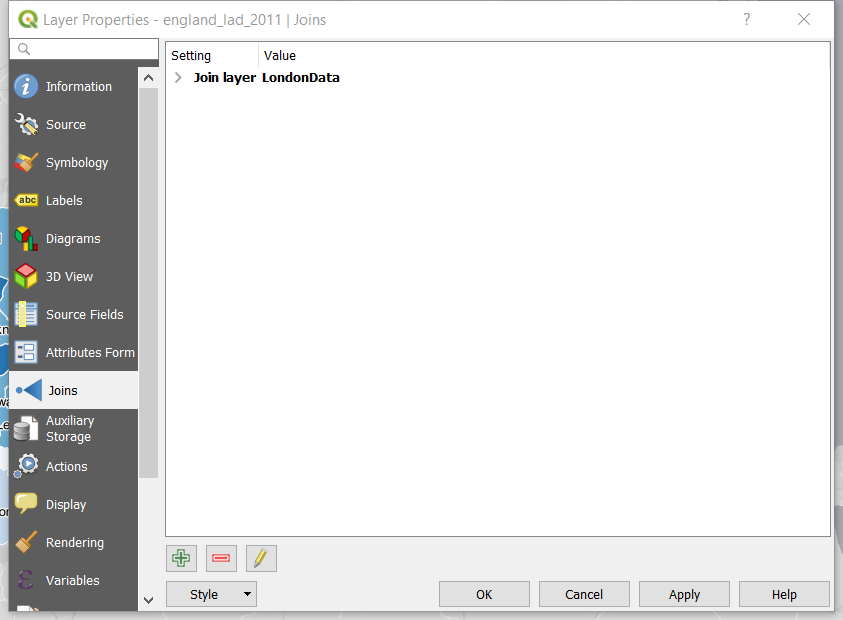 Layer Properties - england_lad_2011 | Joins
?
Setting Value
Join layer LondonData
Information
Source
Symbology
abc Labels
Diagrams
3D View
Source Fields
Attributes Form
Joins
Auxiliary
Storage
Actions
Display
Rendering
ε Variables
Style OK Cancel Apply Help